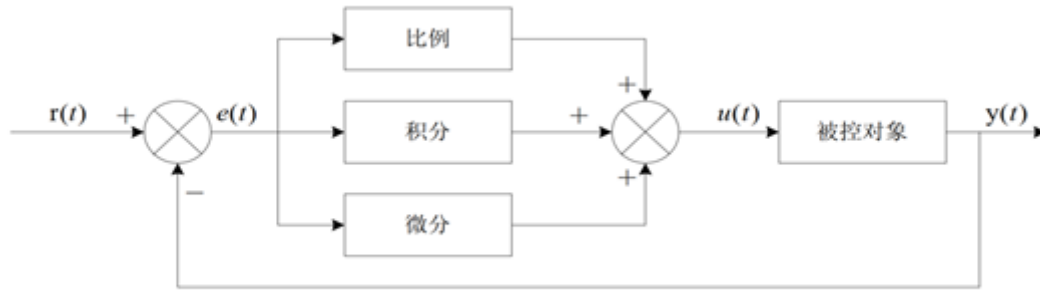 比例
+
r(t)
+
e(t)
积分
+
u(t)
被控对象
y(t)
−
+
微分